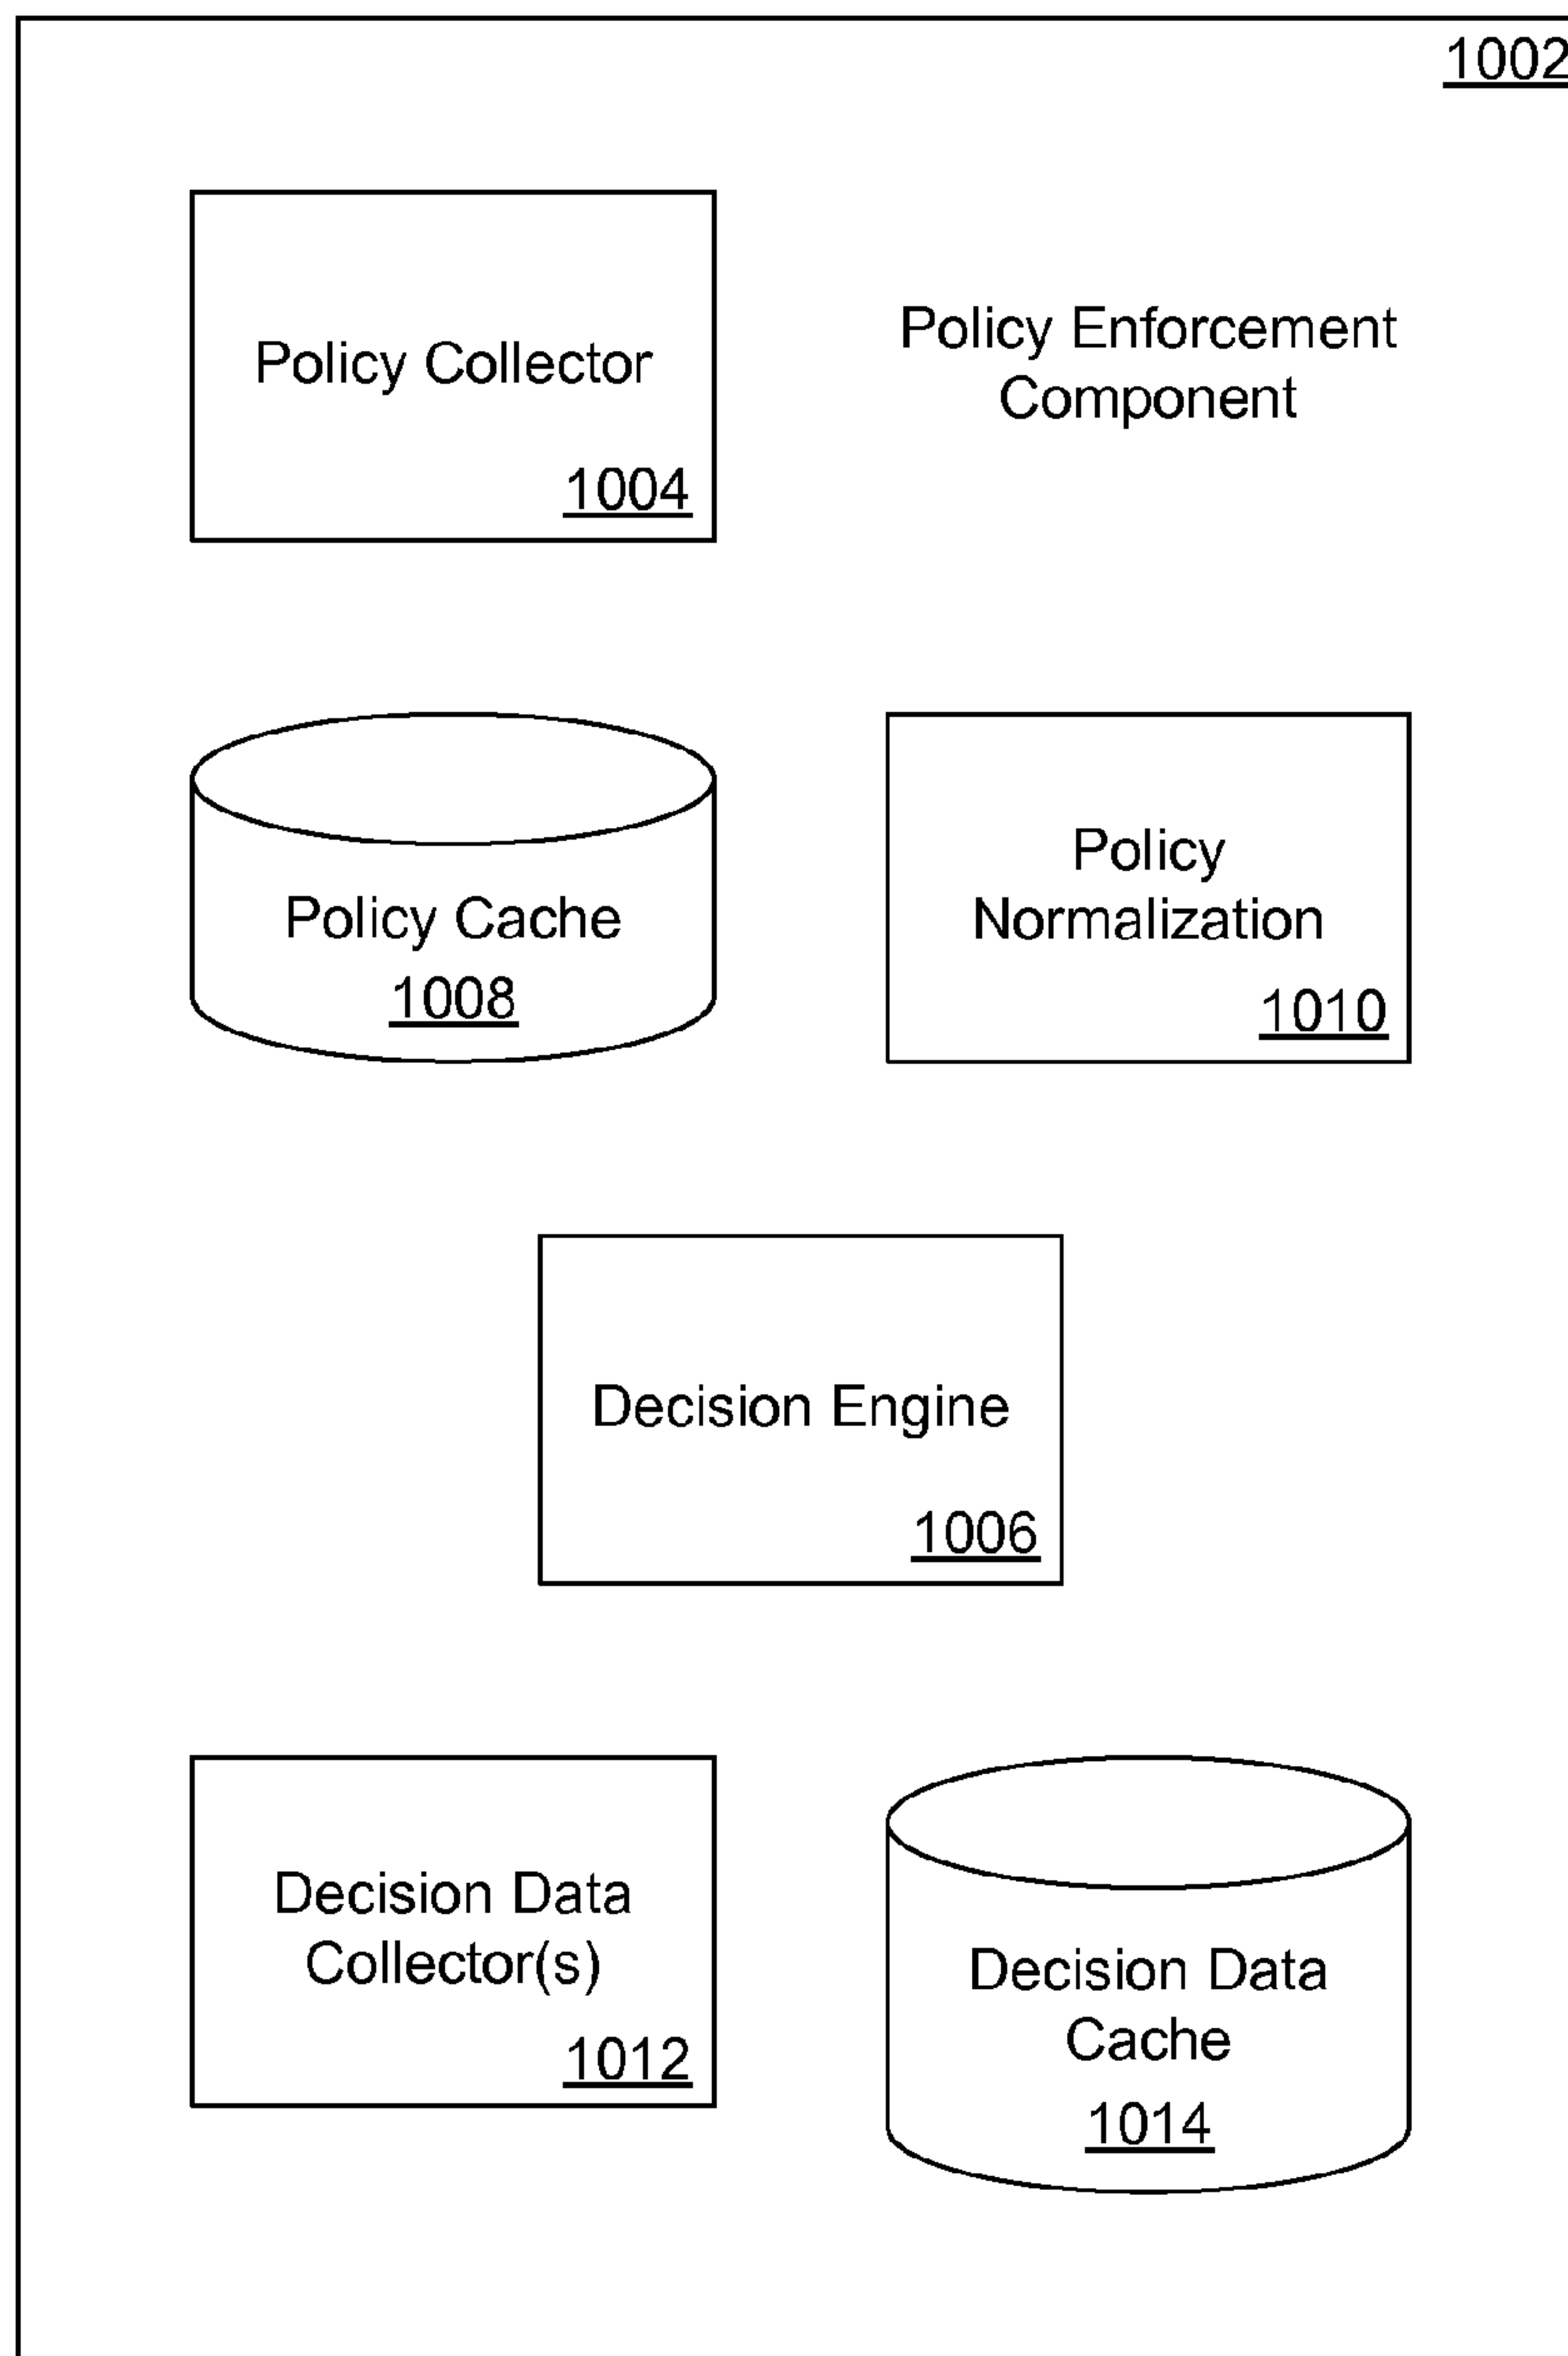 1002
Policy Collector
1004
Policy Enforcement
Component
Policy Cache
1008
Policy
Normalization
1010
Decision Engine
1006
Decision Data
Collector(s)
1012
Decision Data
Cache
1014